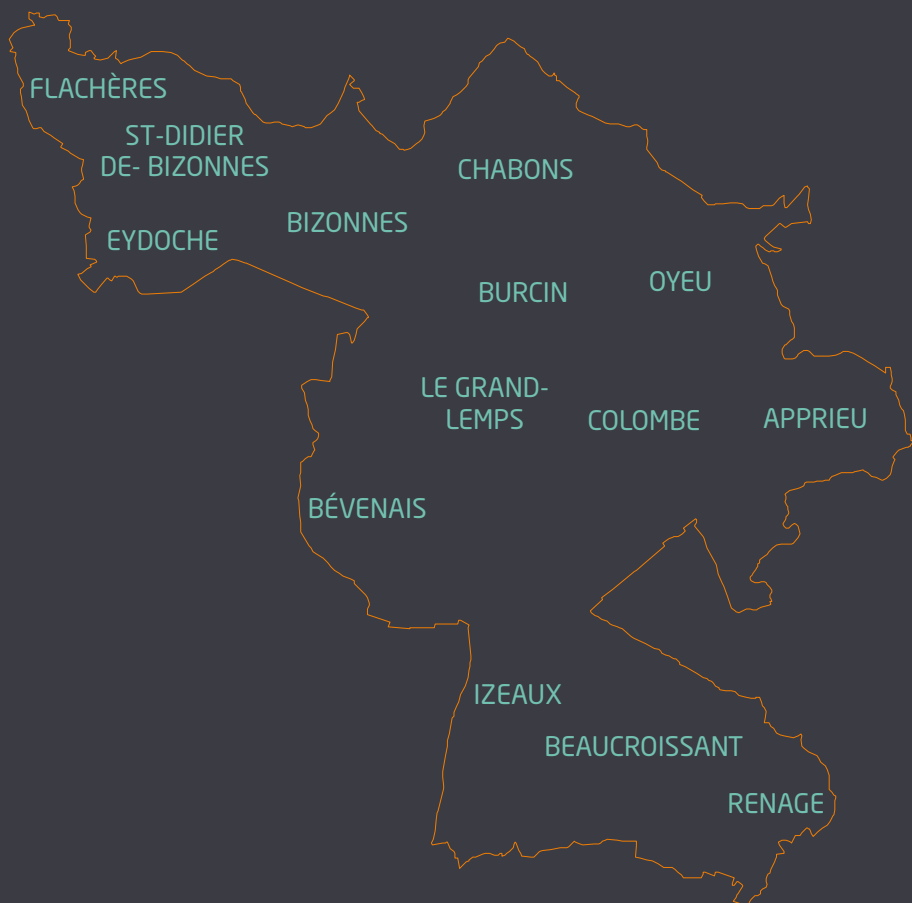 FLACHÈRES
ST-DIDIER
DE- BIZONNES
CHABONS
BIZONNES
EYDOCHE
OYEU
BURCIN
LE GRAND-
LEMPS
COLOMBE
APPRIEU
BÉVENAIS
IZEAUX
BEAUCROISSANT
RENAGE